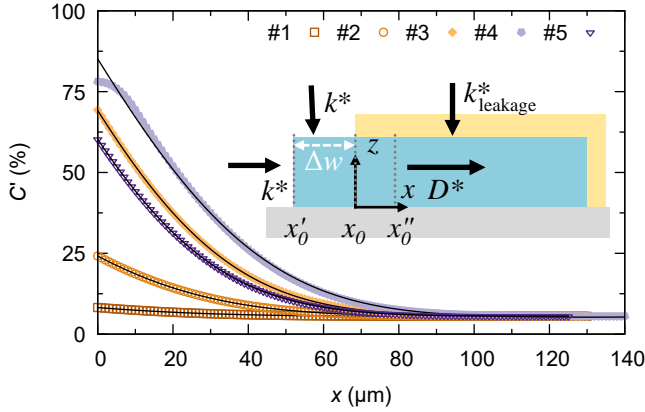 #1 #2 #3 #4 #5
100
75
50
25
0
C' (%)
k*
k*leakage
Δw
z
k*
x
D*
x'0
x0
x''0
0
20
40
60
80
100
120
140
x (μm)